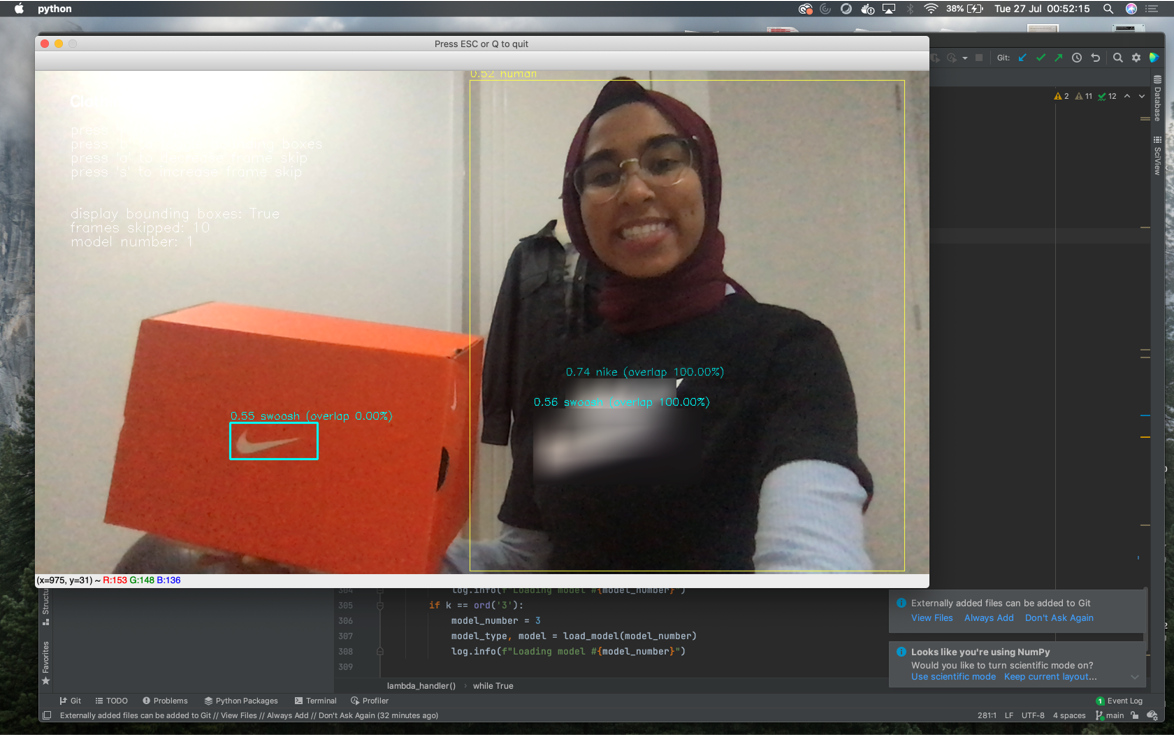 python
38%
Tue 27 Jul 00:52:15
Press ESC or Q to quit
0.62 human
boxes
frame skip
press 's' to increase frame skip
display bounding boxes: True
frames skipped: 10
model number: 1
0.74 nike (overlap 100.00%)
0.56 swoosh (overlap 100.00%)
0.55 swoosh (overlap 0.00%)
(x=975, y=31) ~ R:153 G:148 B:136
Git:
2 11 12
Database
SciView
Structu
Favorites
304 log.info(f"Loading model #{model_number}")
305 if k == ord('3'):
306 model_number = 3
307 model_type, model = load_model(model_number)
308 log.info(f"Loading model #{model_number}")
309
lambda_handler() › while True
Externally added files can be added to Git
View Files Always Add Don't Ask Again
Looks like you're using NumPy
Would you like to turn scientific mode on?
Use scientific mode Keep current layout...
Git TODO Problems Python Packages Terminal Profiler
1 Event Log
Externally added files can be added to Git // View Files // Always Add // Don't Ask Again (32 minutes ago)
281:1 LF UTF-8 4 spaces main